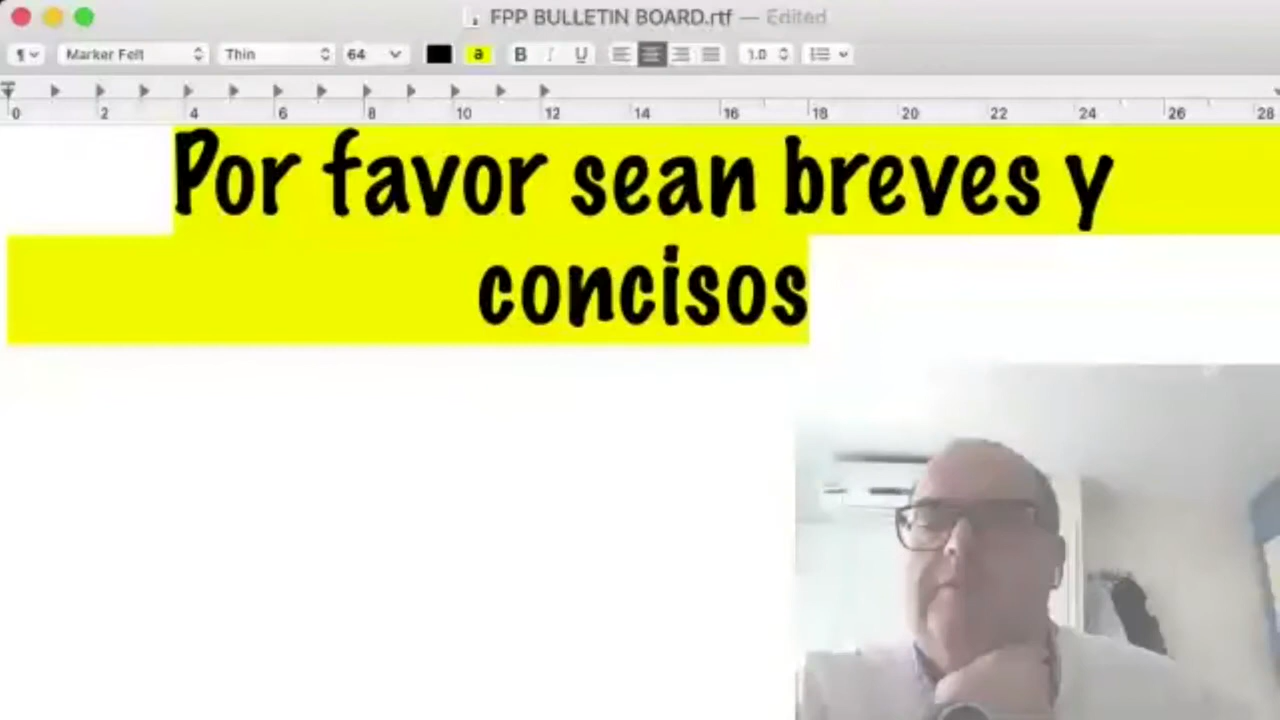 FPP BULLETIN BOARD.rtf — Edited
¶ Marker Felt Thin 64 a B I U 1.0
0 2 4 6 8 10 12 14 16 18 20 22 24 26 28
Por favor sean breves y
concisos